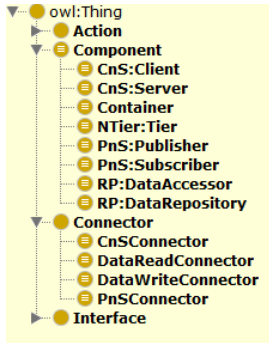 owl:Thing
Action
Component
CnS:Client
CnS:Server
Container
NTier:Tier
PnS:Publisher
PnS:Subscriber
RP:DataAccessor
RP:DataRepository
Connector
CnSConnector
DataReadConnector
DataWriteConnector
PnSConnector
Interface